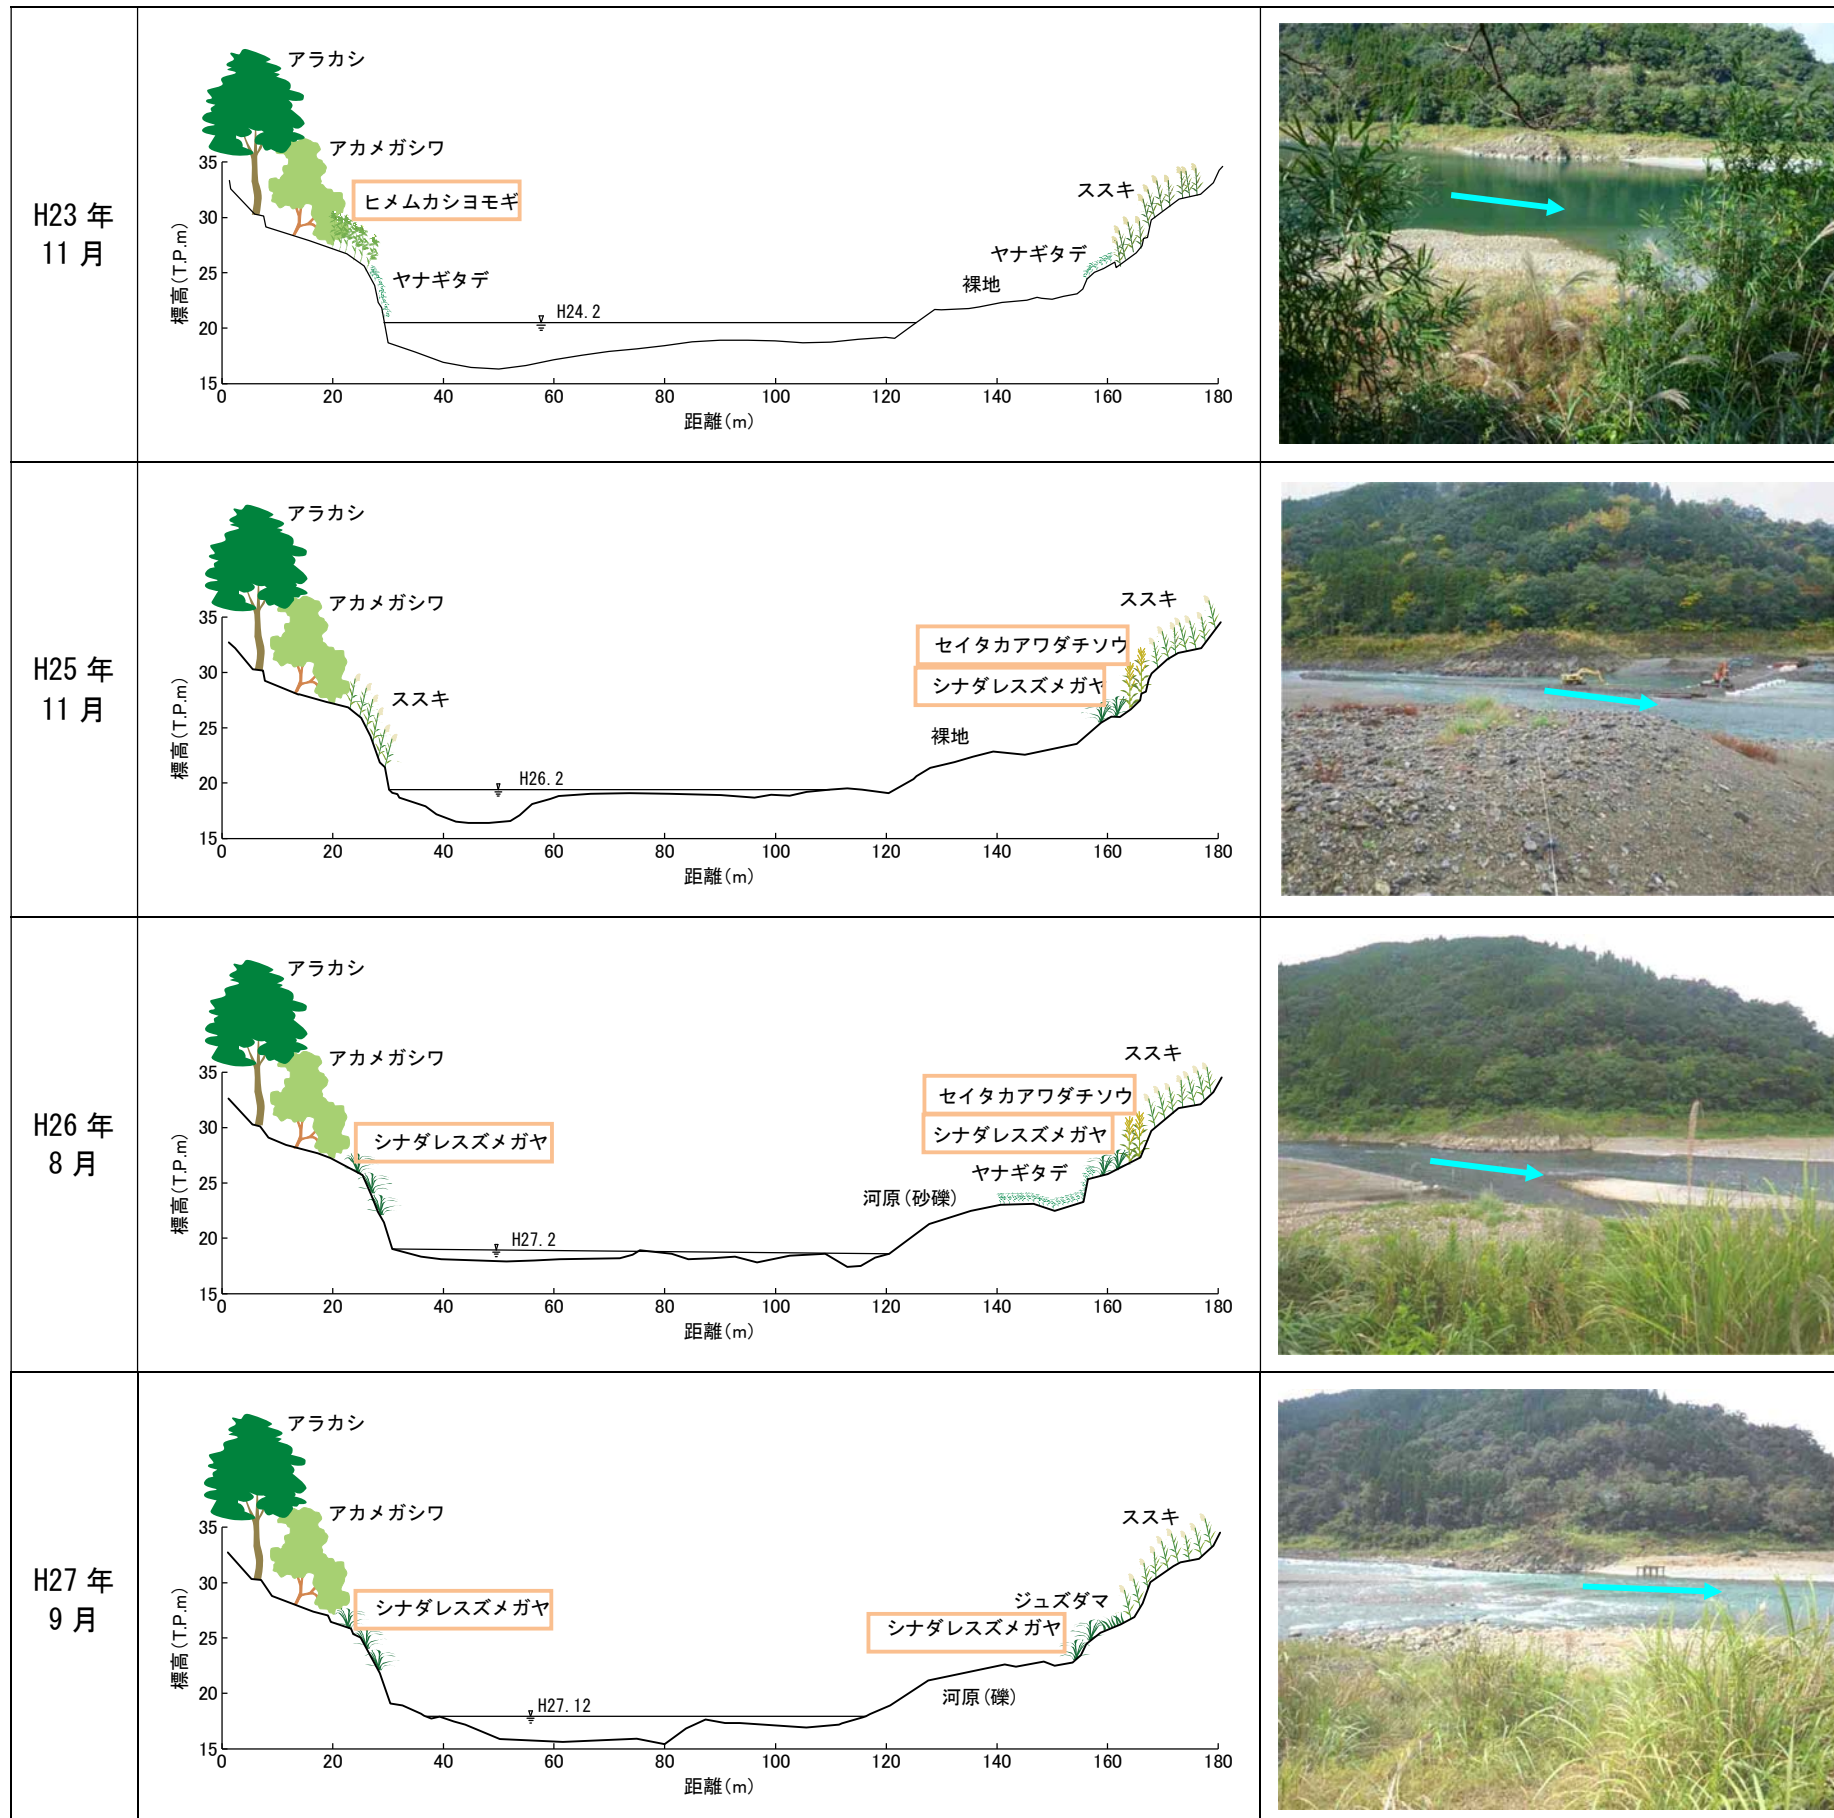 H23 年
11 月
アラカシ
アカメガシワ
ヒメムカシヨモギ
ヤナギタデ
ススキ
ヤナギタデ
裸地
H24.2
標高(T.P.m)
35
30
25
20
15
0 20 40 60 80 100 120 140 160 180
距離(m)
H25 年
11 月
アラカシ
アカメガシワ
ススキ
ススキ
セイタカアワダチソウ
シナダレスズメガヤ
裸地
H26.2
標高(T.P.m)
35
30
25
20
15
0 20 40 60 80 100 120 140 160 180
距離(m)
H26 年
8 月
アラカシ
アカメガシワ
シナダレスズメガヤ
ススキ
セイタカアワダチソウ
シナダレスズメガヤ
ヤナギタデ
河原(砂礫)
H27.2
標高(T.P.m)
35
30
25
20
15
0 20 40 60 80 100 120 140 160 180
距離(m)
H27 年
9 月
アラカシ
アカメガシワ
シナダレスズメガヤ
ススキ
ジュズダマ
シナダレスズメガヤ
河原(礫)
H27.12
標高(T.P.m)
35
30
25
20
15
0 20 40 60 80 100 120 140 160 180
距離(m)